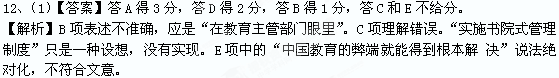 12、(1)【答案】答A得3分，答D得2分，答B得1分，答C和E不给分。
【解析】B项表述不准确，应是“在教育主管部门眼里”。C项理解错误。“实施书院式管理
制度”只是一种设想，没有实现。E项中的“中国教育的弊端就能得到根本解 决”说法绝
对化，不符合文意。